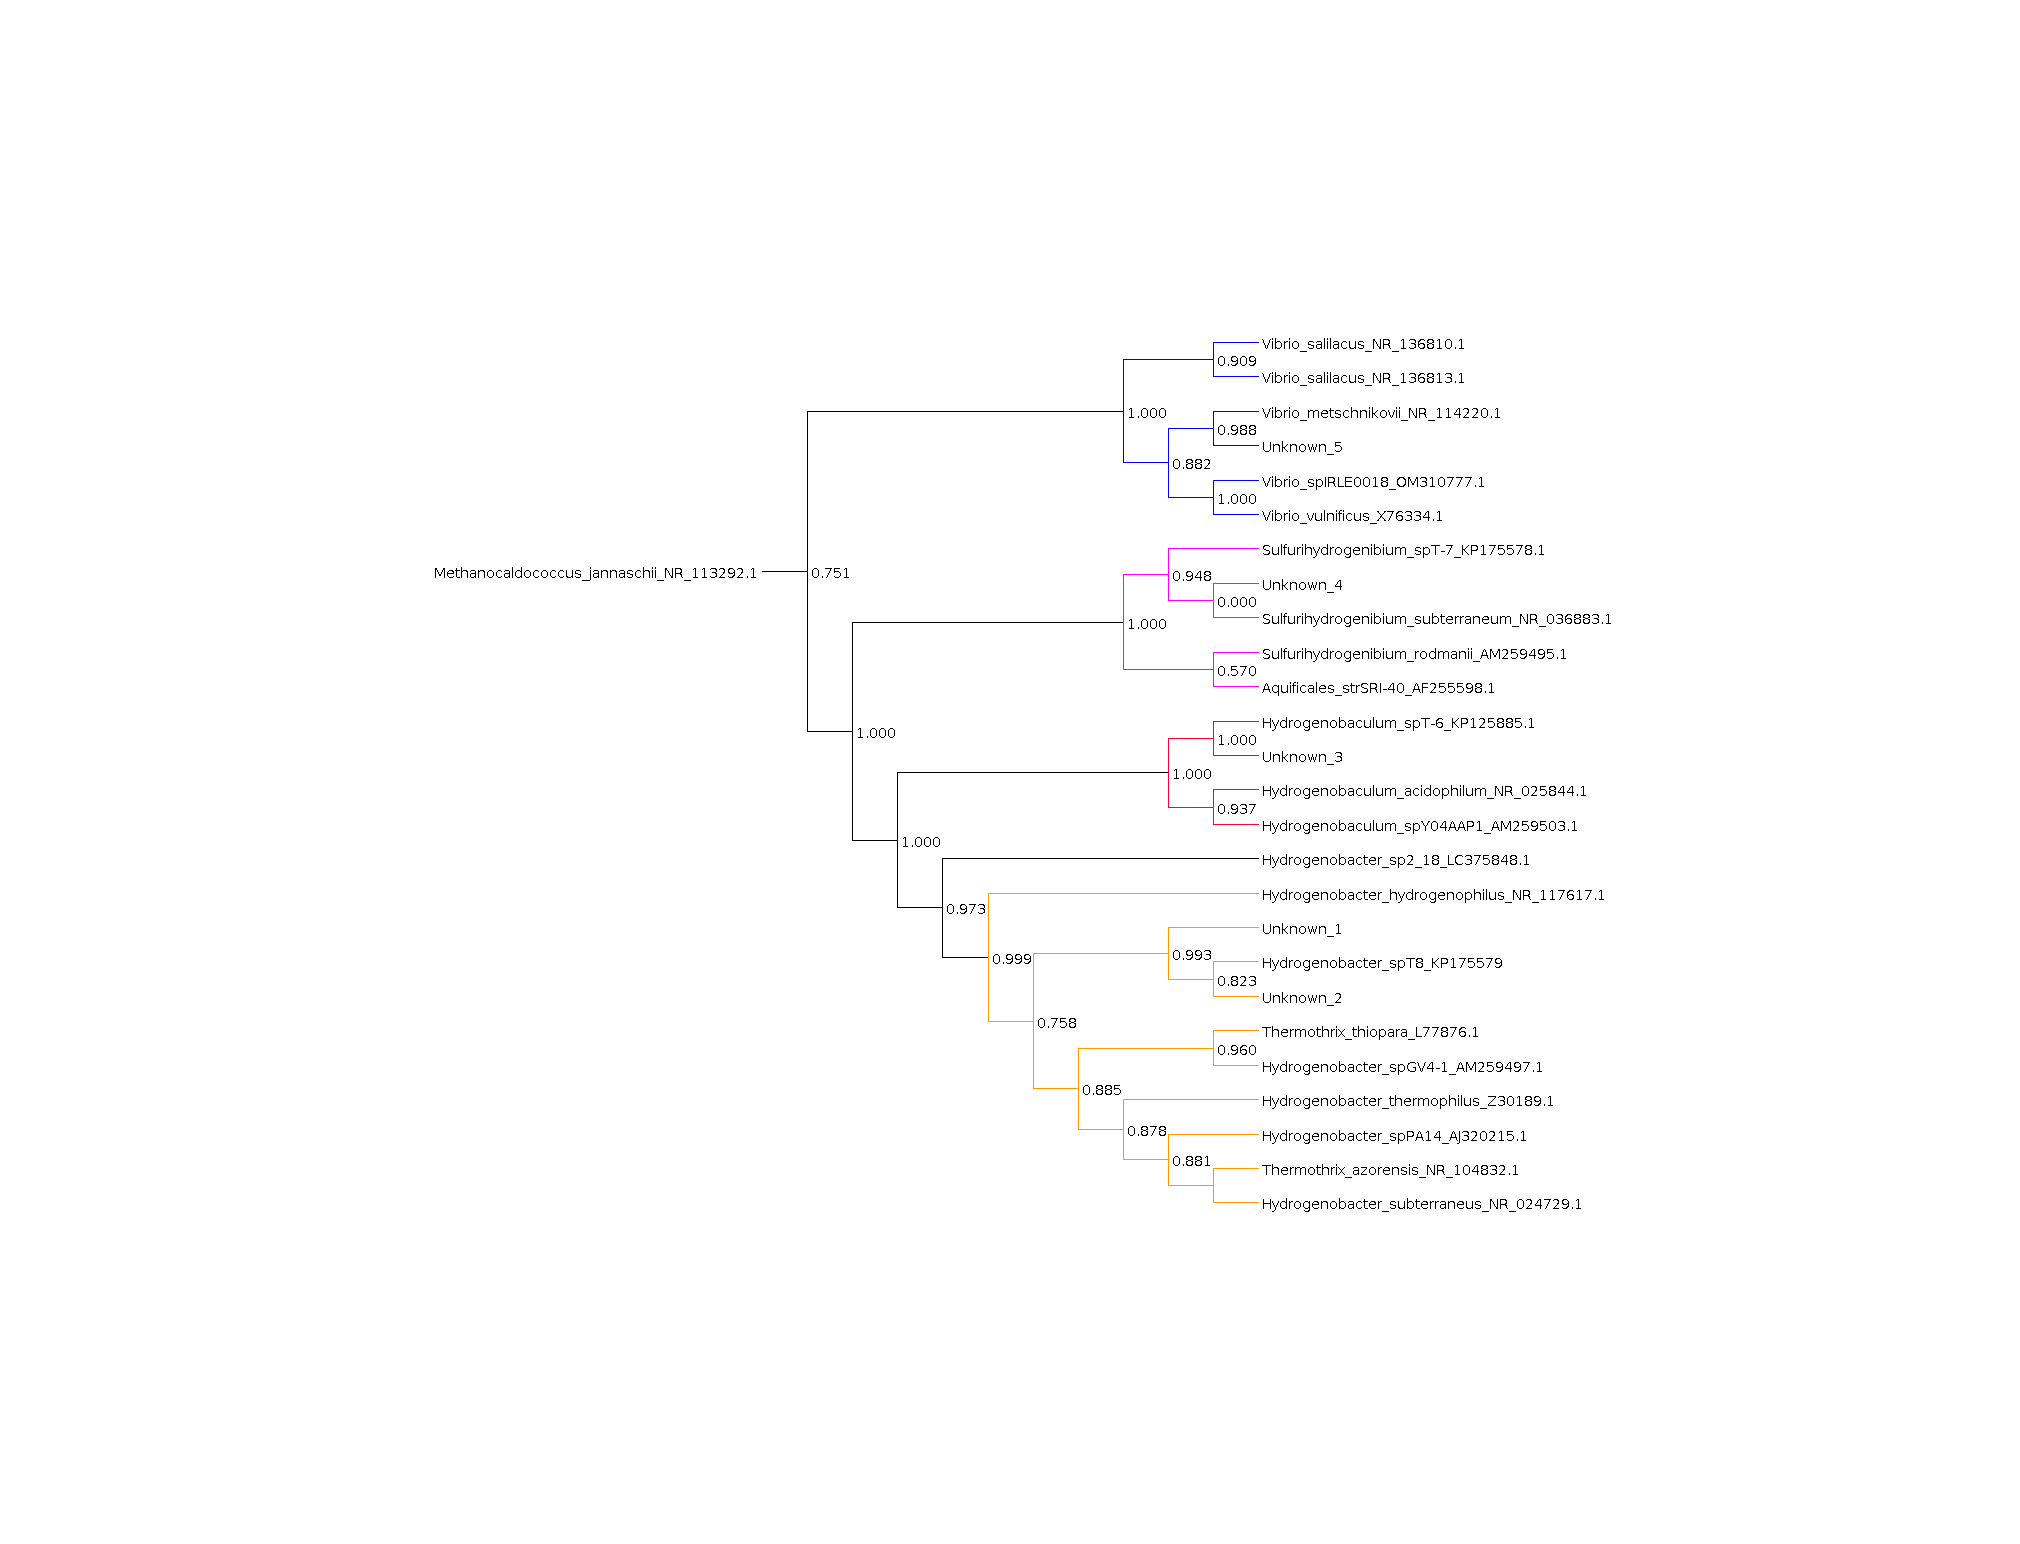 Vibrio_salilacus_NR_136810.1
0.909
Vibrio_salilacus_NR_136813.1
Vibrio_metschnikovii_NR_114220.1
1.000
0.988
Unknown_5
0.882
Vibrio_spIRLE0018_OM310777.1
1.000
Vibrio_vulnificus_X76334.1
Sulfurihydrogenibium_spT-7_KP175578.1
Methanocaldococcus_jannaschii_NR_113292.1
0.751
0.948
Unknown_4
0.000
Sulfurihydrogenibium_subterraneum_NR_036883.1
1.000
Sulfurihydrogenibium_rodmanii_AM259495.1
0.570
Aquificales_strSRI-40_AF255598.1
Hydrogenobaculum_spT-6_KP125885.1
1.000
1.000
Unknown_3
1.000
Hydrogenobaculum_acidophilum_NR_025844.1
0.937
Hydrogenobaculum_spY04AAP1_AM259503.1
1.000
Hydrogenobacter_sp2_18_LC375848.1
Hydrogenobacter_hydrogenophilus_NR_117617.1
0.973
Unknown_1
0.993
0.999
Hydrogenobacter_spT8_KP175579
0.823
Unknown_2
0.758
Thermothrix_thiopara_L77876.1
0.960
Hydrogenobacter_spGV4-1_AM259497.1
0.885
Hydrogenobacter_thermophilus_Z30189.1
0.878
Hydrogenobacter_spPA14_AJ320215.1
0.881
Thermothrix_azorensis_NR_104832.1
Hydrogenobacter_subterraneus_NR_024729.1